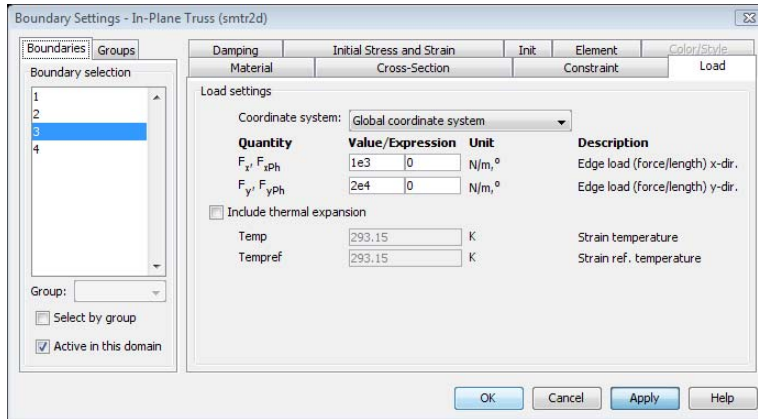 Boundary Settings - In-Plane Truss (smtr2d)
Boundaries Groups
Boundary selection
1
2
3
4
Group:
Select by group
Active in this domain
Damping Initial Stress and Strain Init Element Color/Style
Material Cross-Section Constraint Load
Load settings
Coordinate system: Global coordinate system
Quantity Value/Expression Unit Description
Fx, FxPh 1e3 0 N/m,° Edge load (force/length) x-dir.
Fy, FyPh 2e4 0 N/m,° Edge load (force/length) y-dir.
Include thermal expansion
Temp 293.15 K Strain temperature
Tempref 293.15 K Strain ref. temperature
OK Cancel Apply Help